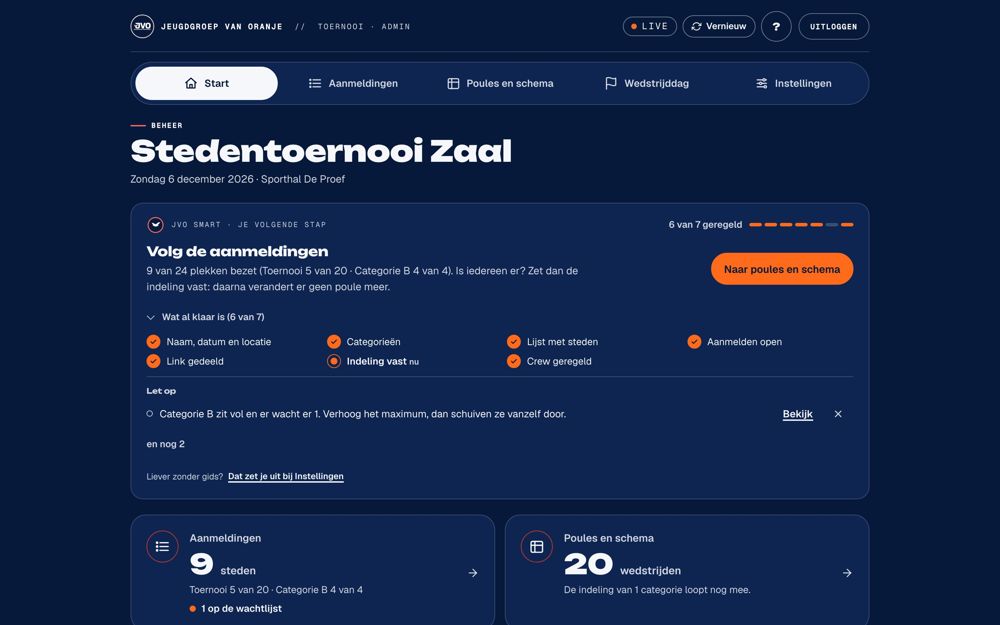 JVO JEUGDGROEP VAN ORANJE // TOERNOOI · ADMIN
LIVE
Vernieuw
?
UITLOGGEN
Start
Aanmeldingen
Poules en schema
Wedstrijddag
Instellingen
BEHEER
Stedentoernooi Zaal
Zondag 6 december 2026 · Sporthal De Proef
JVO SMART · JE VOLGENDE STAP
6 van 7 geregeld
Volg de aanmeldingen
9 van 24 plekken bezet (Toernooi 5 van 20 · Categorie B 4 van 4). Is iedereen er? Zet dan de
indeling vast: daarna verandert er geen poule meer.
Naar poules en schema
Wat al klaar is (6 van 7)
Naam, datum en locatie
Categorieën
Lijst met steden
Aanmelden open
Link gedeeld
Indeling vast nu
Crew geregeld
Let op
Categorie B zit vol en er wacht er 1. Verhoog het maximum, dan schuiven ze vanzelf door.
Bekijk
en nog 2
Liever zonder gids? Dat zet je uit bij Instellingen
Aanmeldingen
9 steden
Toernooi 5 van 20 · Categorie B 4 van 4
1 op de wachtlijst
Poules en schema
20 wedstrijden
De indeling van 1 categorie loopt nog mee.